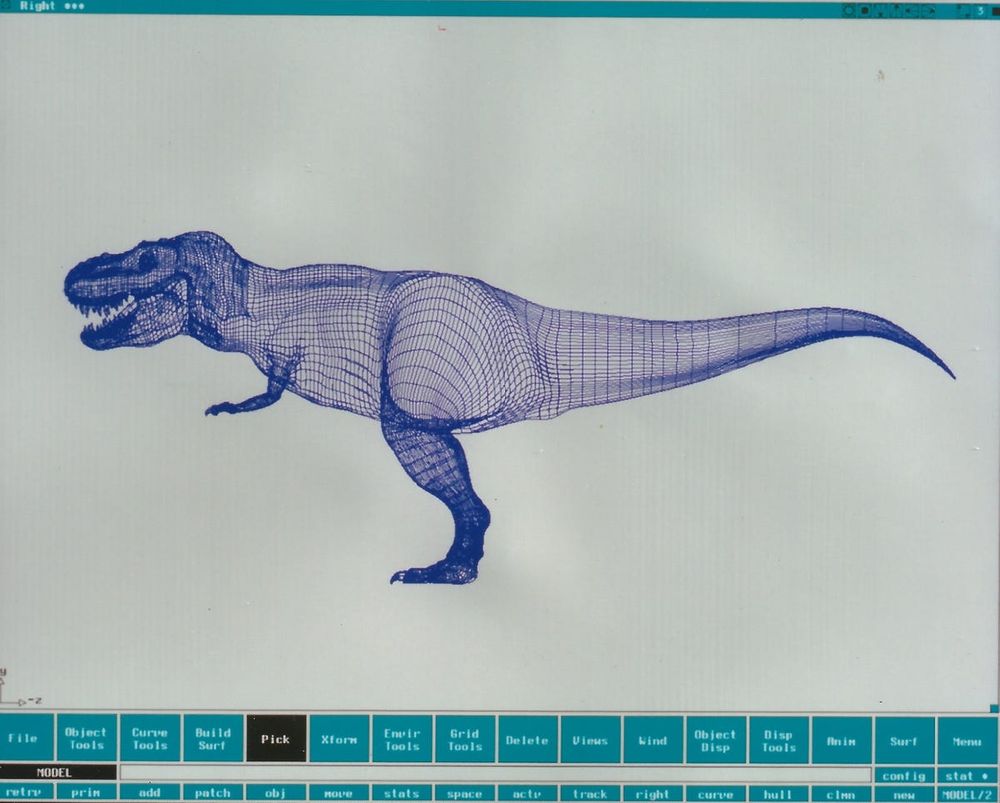 Right
3
y
-z
File Object Tools Curve Tools Build Surf Pick Xform Envir Tools Grid Tools Delete Views Wind Object Disp Disp Tools Anim Surf Menu
MODEL config stat
retrv prim add patch obj move stats space actv track right curve hull clmn new MODEL/2